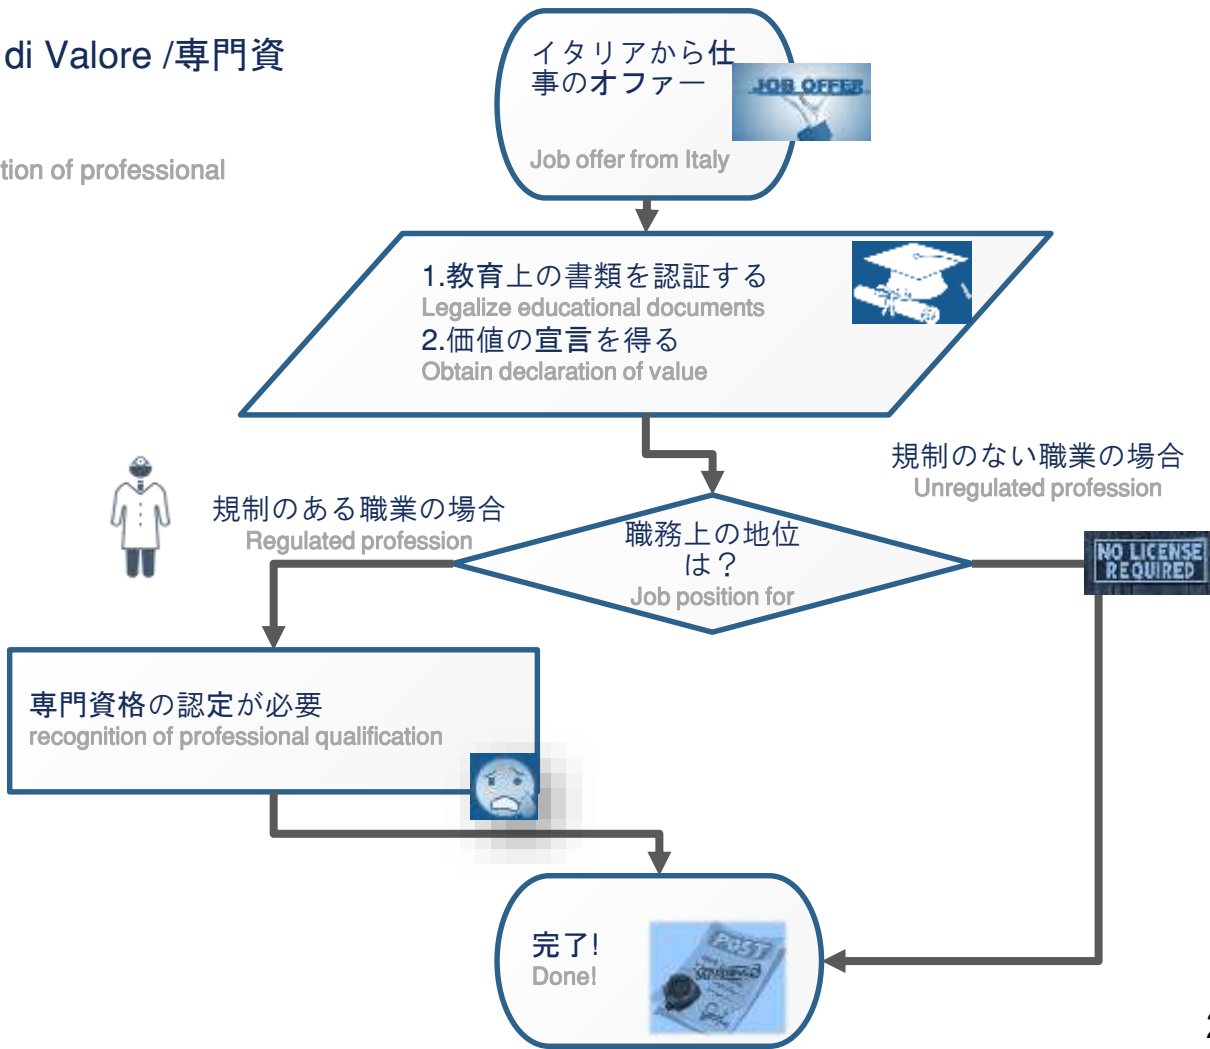 di Valore /専門資
tion of professional
イタリアから仕
事のオファー
JOB OFFER
Job offer from Italy
1.教育上の書類を認証する
Legalize educational documents
2.価値の宣言を得る
Obtain declaration of value
規制のない職業の場合
Unregulated profession
規制のある職業の場合
Regulated profession
職務上の地位
は？
Job position for
NO LICENSE
REQUIRED
専門資格の認定が必要
recognition of professional qualification
完了!
Done!
POST